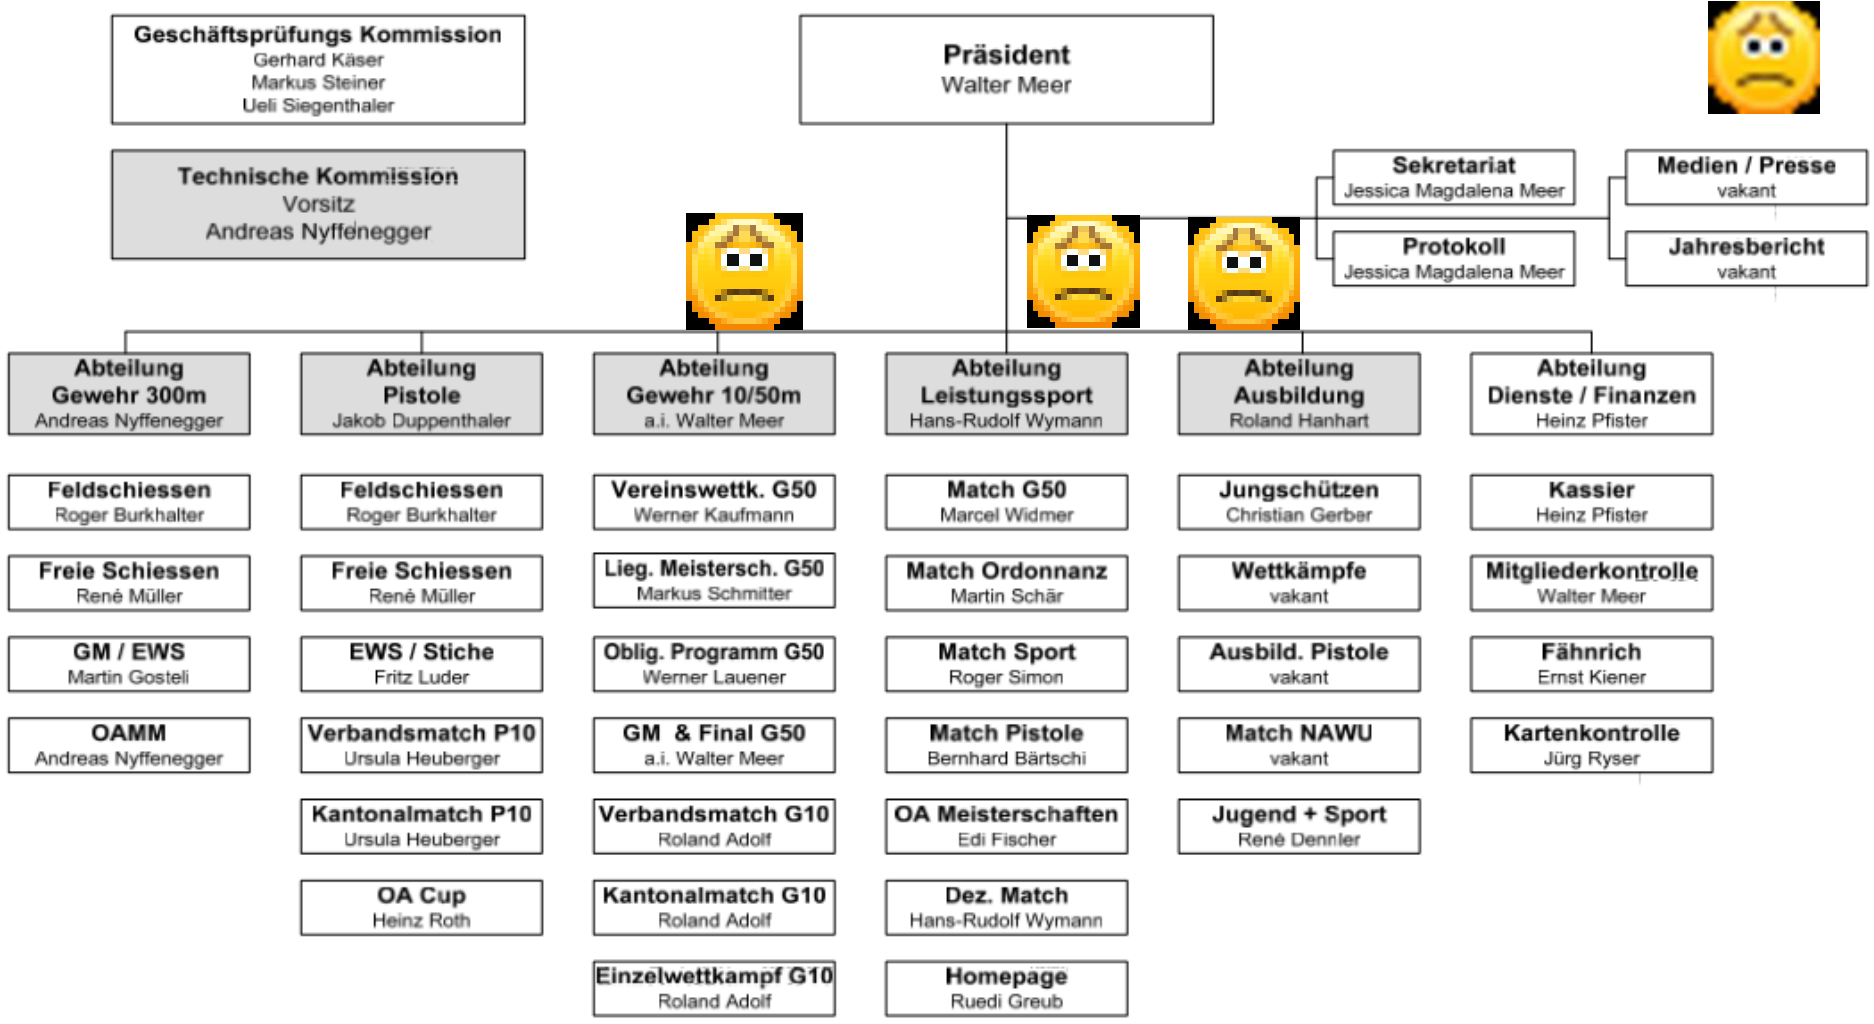 Geschäftsprüfungs Kommission
Gerhard Käser
Markus Steiner
Ueli Siegenthaler
Präsident
Walter Meer
Technische Kommission
Vorsitz
Andreas Nyffenegger
Sekretariat
Jessica Magdalena Meer
Medien / Presse
vakant
Protokoll
Jessica Magdalena Meer
Jahresbericht
vakant
Abteilung
Gewehr 300m
Andreas Nyffenegger
Feldschiessen
Roger Burkhalter
Freie Schiessen
René Müller
GM / EWS
Martin Gosteli
OAMM
Andreas Nyffenegger
Abteilung
Pistole
Jakob Duppenthaler
Feldschiessen
Roger Burkhalter
Freie Schiessen
René Müller
EWS / Stiche
Fritz Luder
Verbandsmatch P10
Ursula Heuberger
Kantonalmatch P10
Ursula Heuberger
OA Cup
Heinz Roth
Abteilung
Gewehr 10/50m
a.i. Walter Meer
Vereinswettk. G50
Werner Kaufmann
Lieg. Meistersch. G50
Markus Schmitter
Oblig. Programm G50
Werner Lauener
GM & Final G50
a.i. Walter Meer
Verbandsmatch G10
Roland Adolf
Kantonalmatch G10
Roland Adolf
Einzelwettkampf G10
Roland Adolf
Abteilung
Leistungssport
Hans-Rudolf Wymann
Match G50
Marcel Widmer
Match Ordonnanz
Martin Schär
Match Sport
Roger Simon
Match Pistole
Bernhard Bärtschi
OA Meisterschaften
Edi Fischer
Dez. Match
Hans-Rudolf Wymann
Homepage
Ruedi Greub
Abteilung
Ausbildung
Roland Hanhart
Jungschützen
Christian Gerber
Wettkämpfe
vakant
Ausbild. Pistole
vakant
Match NAWU
vakant
Jugend + Sport
René Dennler
Abteilung
Dienste / Finanzen
Heinz Pfister
Kassier
Heinz Pfister
Mitgliederkontrolle
Walter Meer
Fähnrich
Ernst Kiener
Kartenkontrolle
Jürg Ryser